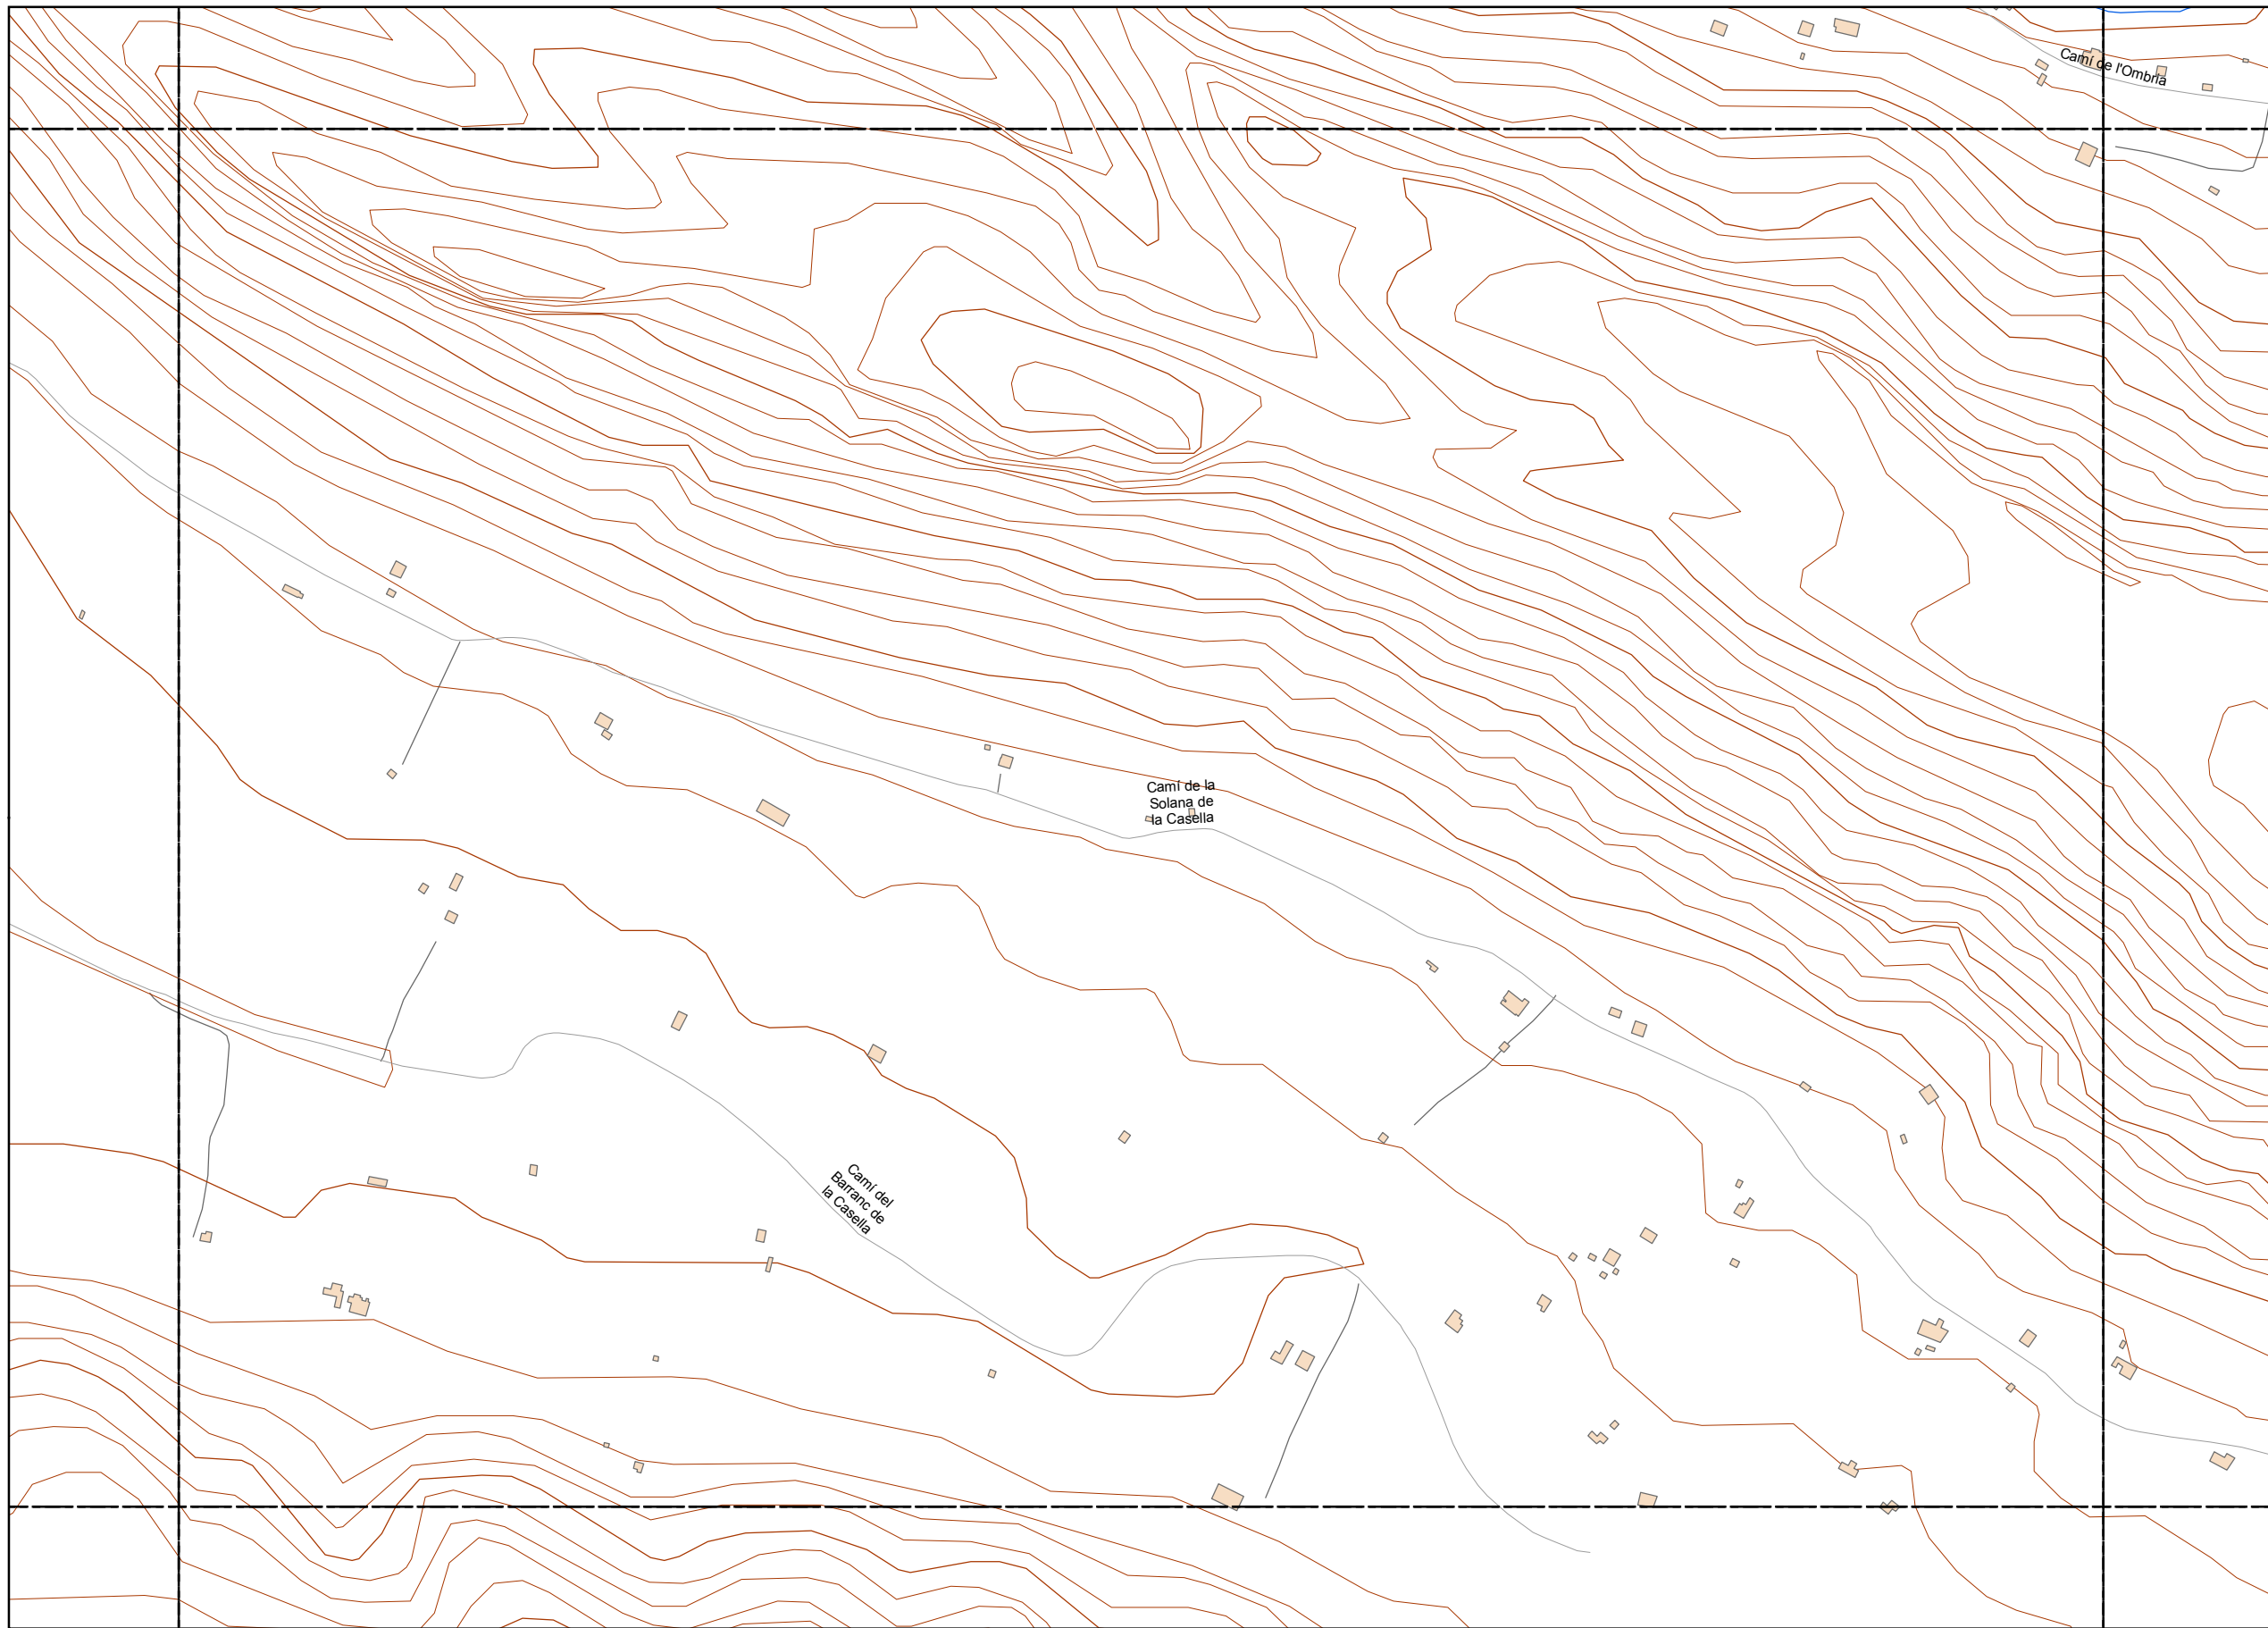 Camí de l'Ombria
Camí de la
Solana de
la Casella
Camí del
Barranc de
la Casella